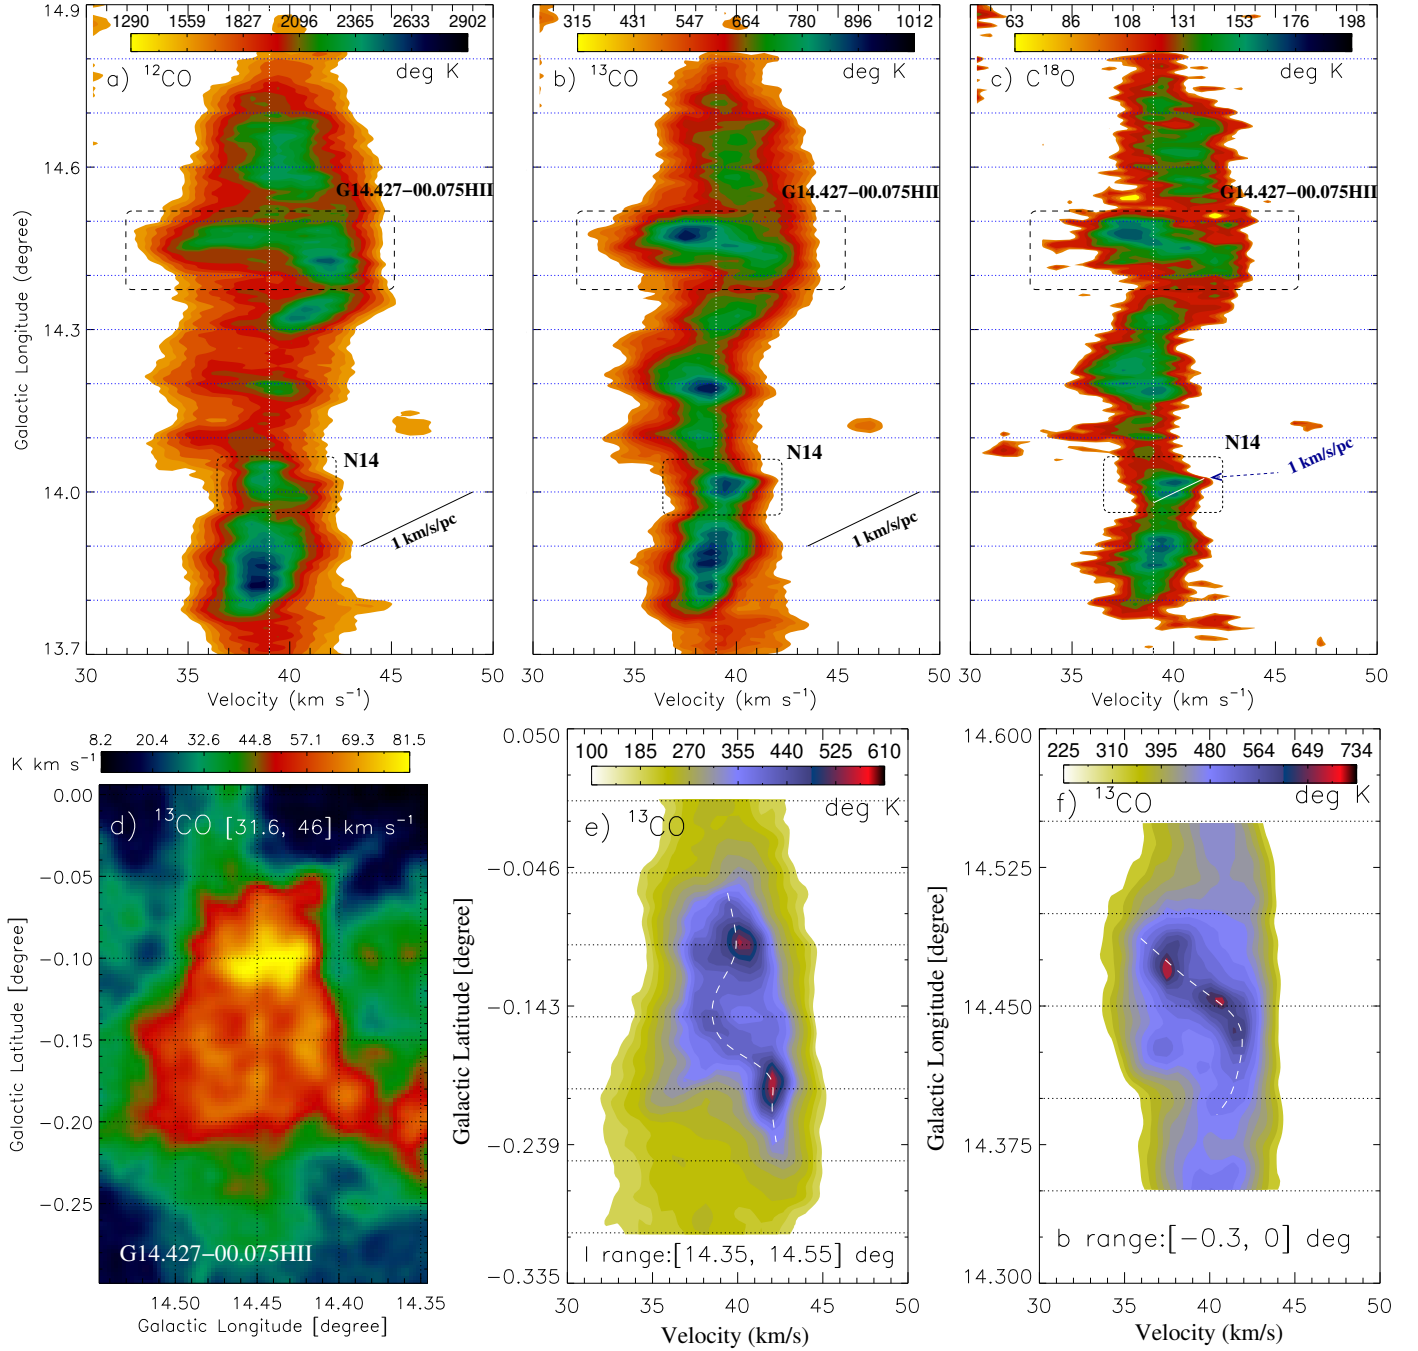 1290 1559 1827 2096 2365 2633 2902
deg K
a) ¹²CO
G14.427−00.075HII
N14
1 km/s/pc
14.9
14.6
14.3
14.0
13.7
Galactic Longitude (degree)
30 35 40 45 50
Velocity (km s⁻¹)
315 431 547 664 780 896 1012
deg K
b) ¹³CO
G14.427−00.075HII
N14
1 km/s/pc
30 35 40 45 50
Velocity (km s⁻¹)
63 86 108 131 153 176 198
deg K
c) C¹⁸O
G14.427−00.075HII
N14
1 km/s/pc
30 35 40 45 50
Velocity (km s⁻¹)
8.2 20.4 32.6 44.8 57.1 69.3 81.5
K km s⁻¹
d) ¹³CO [31.6, 46] km s⁻¹
0.00
−0.05
−0.10
−0.15
−0.20
−0.25
Galactic Latitude [degree]
G14.427−00.075HII
14.50 14.45 14.40 14.35
Galactic Longitude [degree]
100 185 270 355 440 525 610
deg K
e) ¹³CO
0.050
−0.046
−0.143
−0.239
−0.335
Galactic Latitude [degree]
l range:[14.35, 14.55] deg
30 35 40 45 50
Velocity (km/s)
225 310 395 480 564 649 734
deg K
f) ¹³CO
14.600
14.525
14.450
14.375
14.300
Galactic Longitude [degree]
b range:[−0.3, 0] deg
30 35 40 45 50
Velocity (km/s)